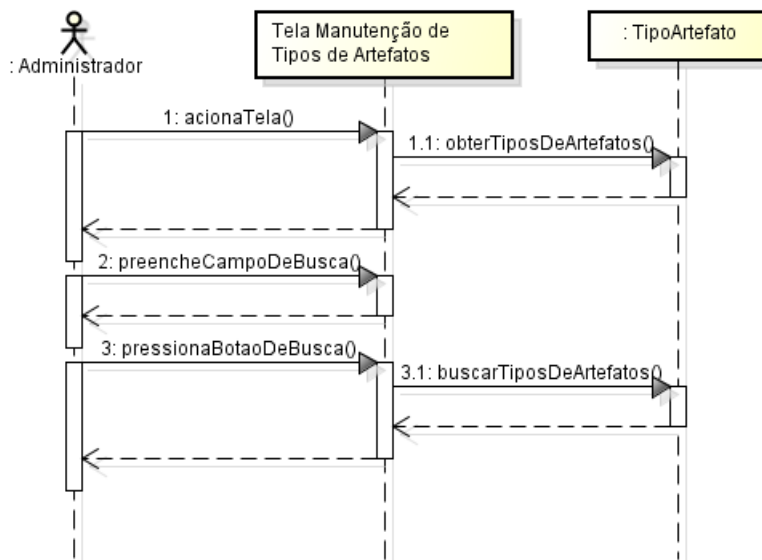 : Administrador
Tela Manutenção de
Tipos de Artefatos
: TipoArtefato
1: acionaTela()
1.1: obterTiposDeArtefatos()
2: preencheCampoDeBusca()
3: pressionaBotaoDeBusca()
3.1: buscarTiposDeArtefatos()